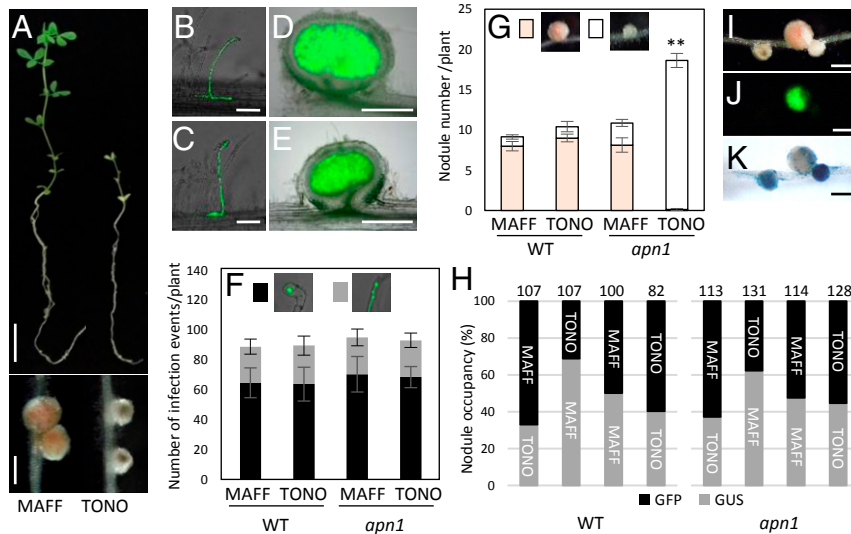 A
B
D
C
E
MAFF TONO
F
Number of infection events/plant
140
120
100
80
60
40
20
0
MAFF TONO MAFF TONO
WT apn1
G
Nodule number /plant
25
20
15
10
5
0
**
MAFF TONO MAFF TONO
WT apn1
I
J
K
H
Nodule occupancy (%)
100
80
60
40
20
0
107 107 100 82 113 131 114 128
MAFF TONO MAFF TONO MAFF TONO MAFF TONO
TONO MAFF MAFF TONO TONO MAFF MAFF TONO
GFP GUS
WT apn1